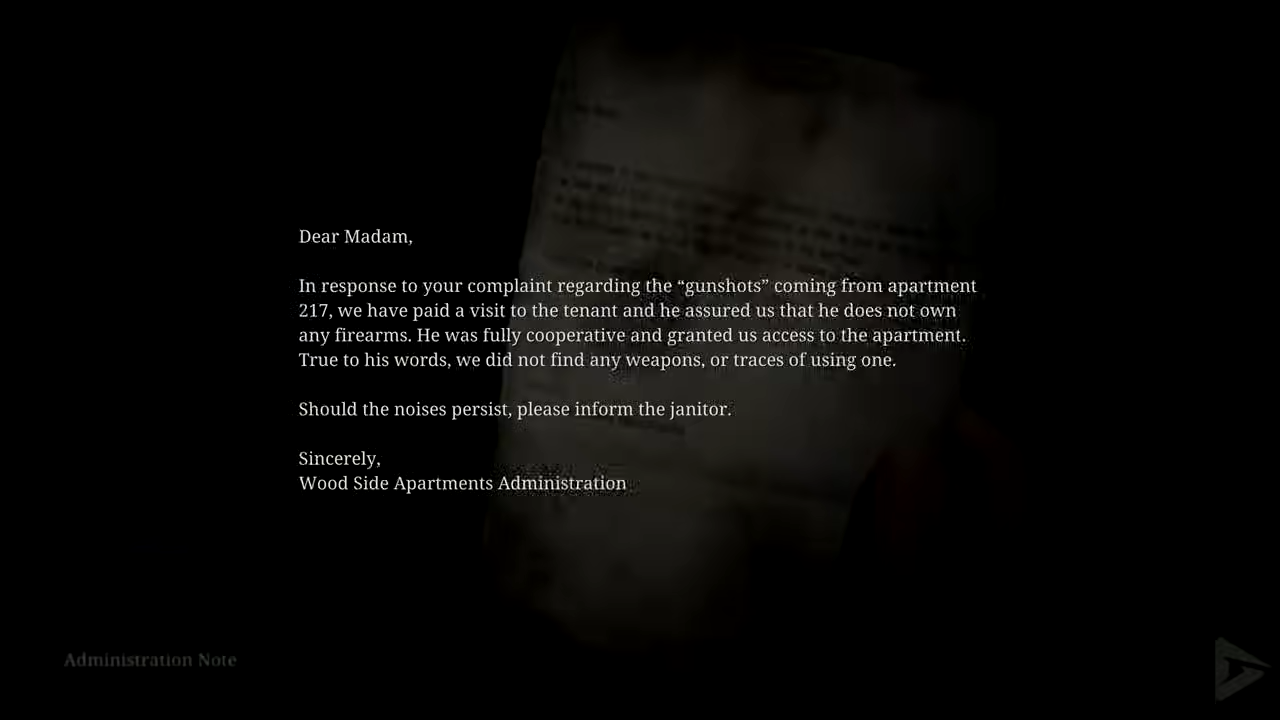 Dear Madam,
In response to your complaint regarding the “gunshots” coming from apartment
217, we have paid a visit to the tenant and he assured us that he does not own
any firearms. He was fully cooperative and granted us access to the apartment.
True to his words, we did not find any weapons, or traces of using one.
Should the noises persist, please inform the janitor.
Sincerely,
Wood Side Apartments Administration
Administration Note